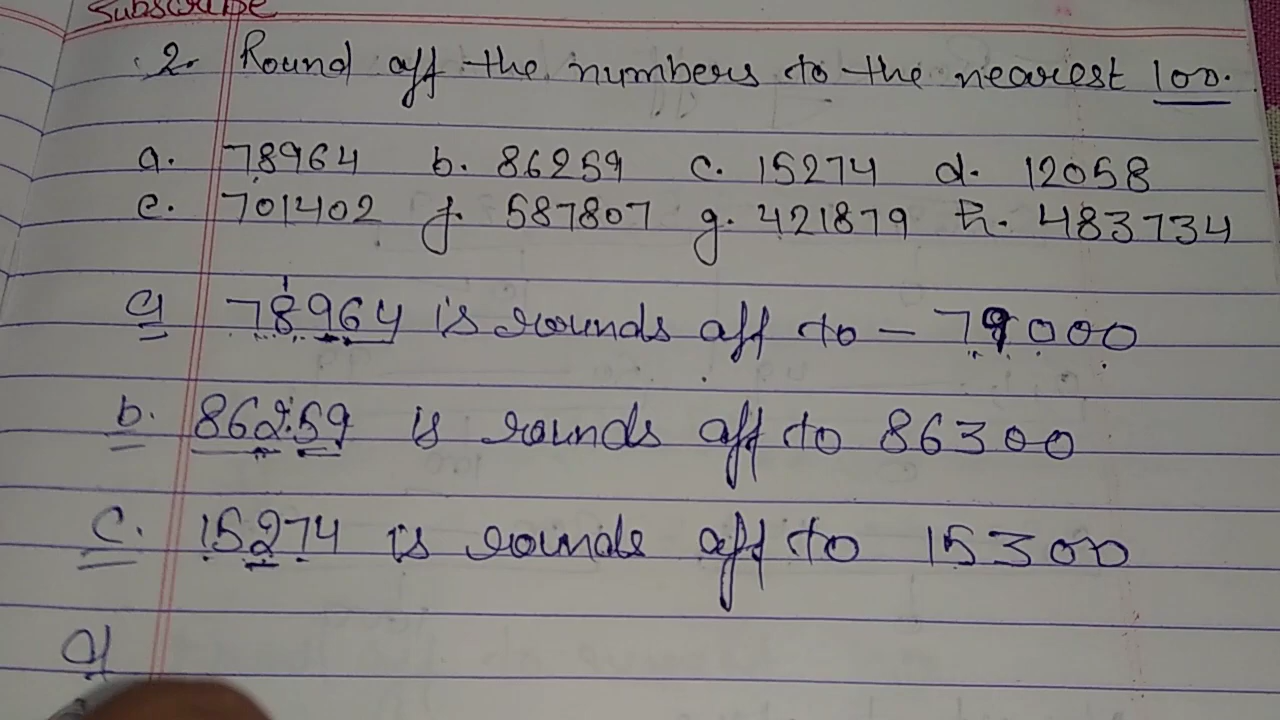 Subscribe
2. Round off the numbers to the nearest 100.
a. 78964 b. 86259 c. 15274 d. 12058
e. 701402 f. 587807 g. 421879 h. 483734
a 78964 is rounds off to - 79000
b. 86259 is rounds off to 86300
c. 15274 is rounds off to 15300
d